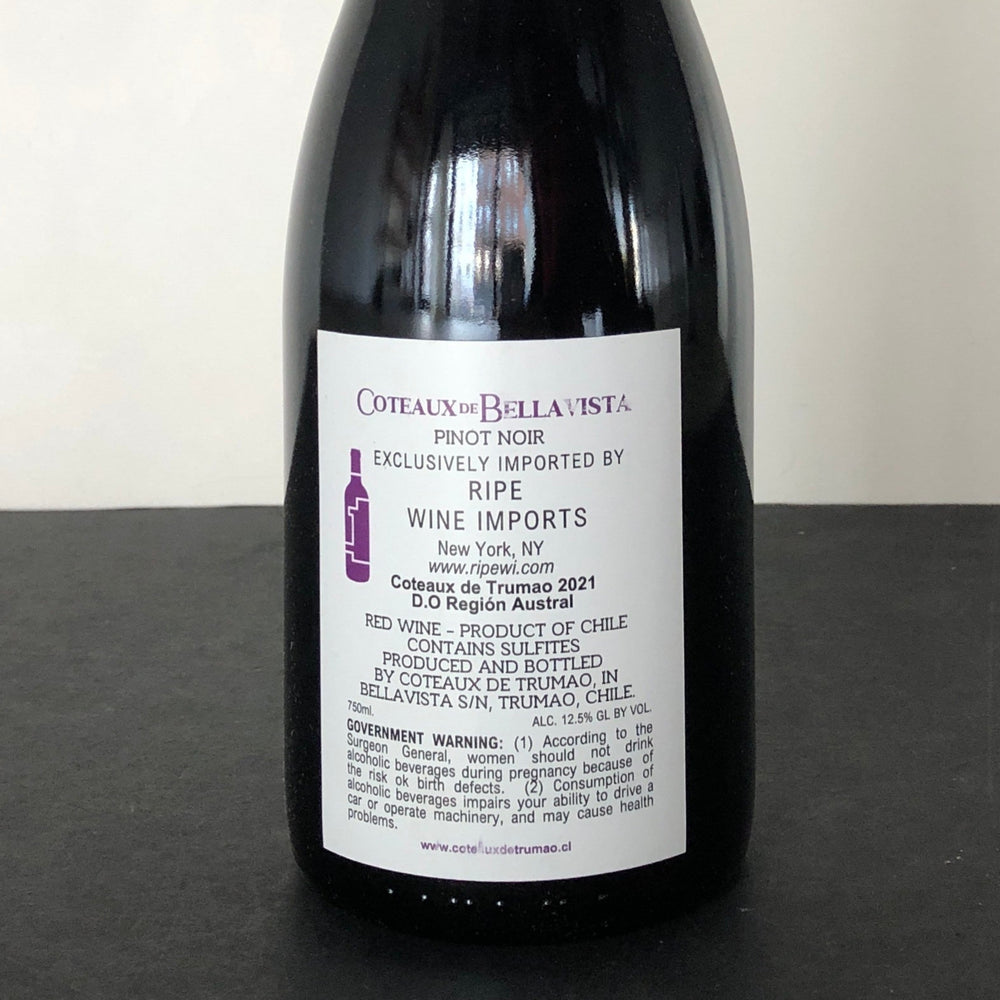 COTEAUX DE BELLAVISTA
PINOT NOIR
EXCLUSIVELY IMPORTED BY
RIPE
WINE IMPORTS
New York, NY
www.ripewi.com
Coteaux de Trumao 2021
D.O Región Austral
RED WINE - PRODUCT OF CHILE
CONTAINS SULFITES
PRODUCED AND BOTTLED
BY COTEAUX DE TRUMAO, IN
BELLAVISTA S/N, TRUMAO, CHILE.
750ml. ALC. 12.5% GL BY VOL.
GOVERNMENT WARNING: (1) According to the
Surgeon General, women should not drink
alcoholic beverages during pregnancy because of
the risk ok birth defects. (2) Consumption of
alcoholic beverages impairs your ability to drive a
car or operate machinery, and may cause health
problems.
www.coteauxdetrumao.cl